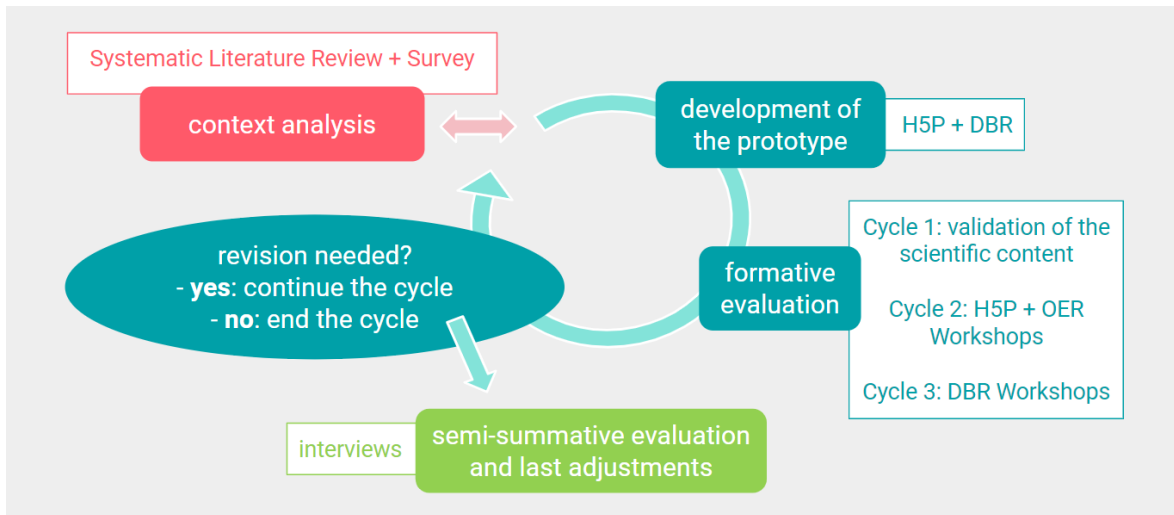 Systematic Literature Review + Survey
context analysis
development of
the prototype
H5P + DBR
formative
evaluation
Cycle 1: validation of the
scientific content
Cycle 2: H5P + OER
Workshops
Cycle 3: DBR Workshops
revision needed?
- yes: continue the cycle
- no: end the cycle
interviews
semi-summative evaluation
and last adjustments